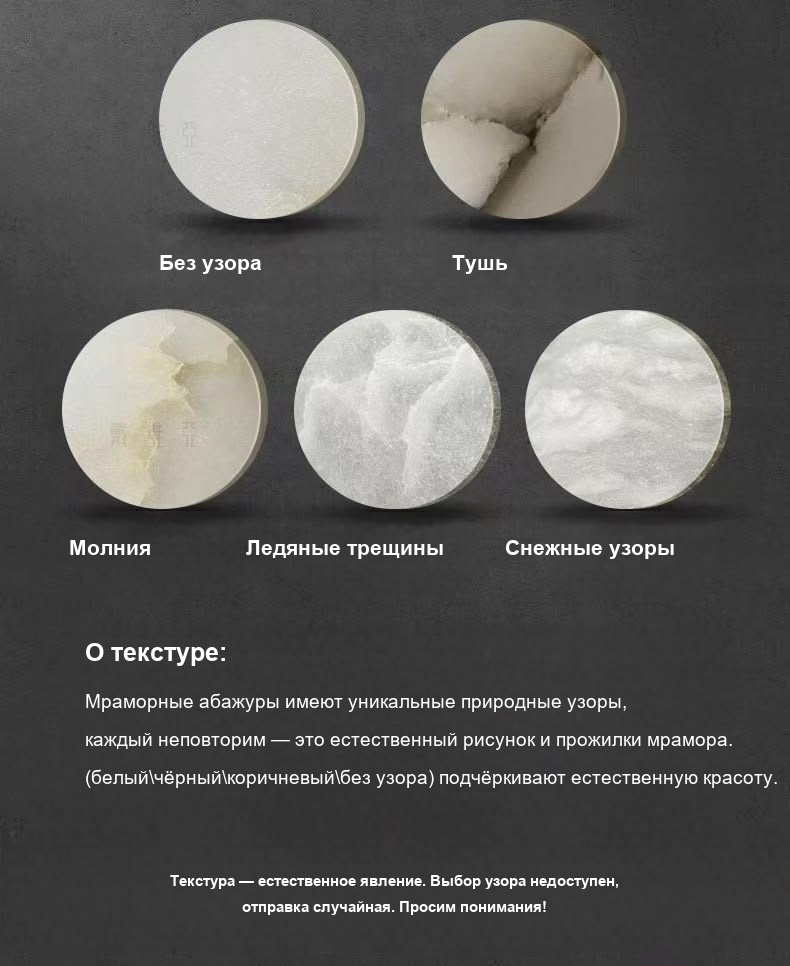 Без узора
Тушь
Молния
Ледяные трещины
Снежные узоры
О текстуре:
Мраморные абажуры имеют уникальные природные узоры,
каждый неповторим — это естественный рисунок и прожилки мрамора.
(белый\чёрный\коричневый\без узора) подчёркивают естественную красоту.
Текстура — естественное явление. Выбор узора недоступен,
отправка случайная. Просим понимания!